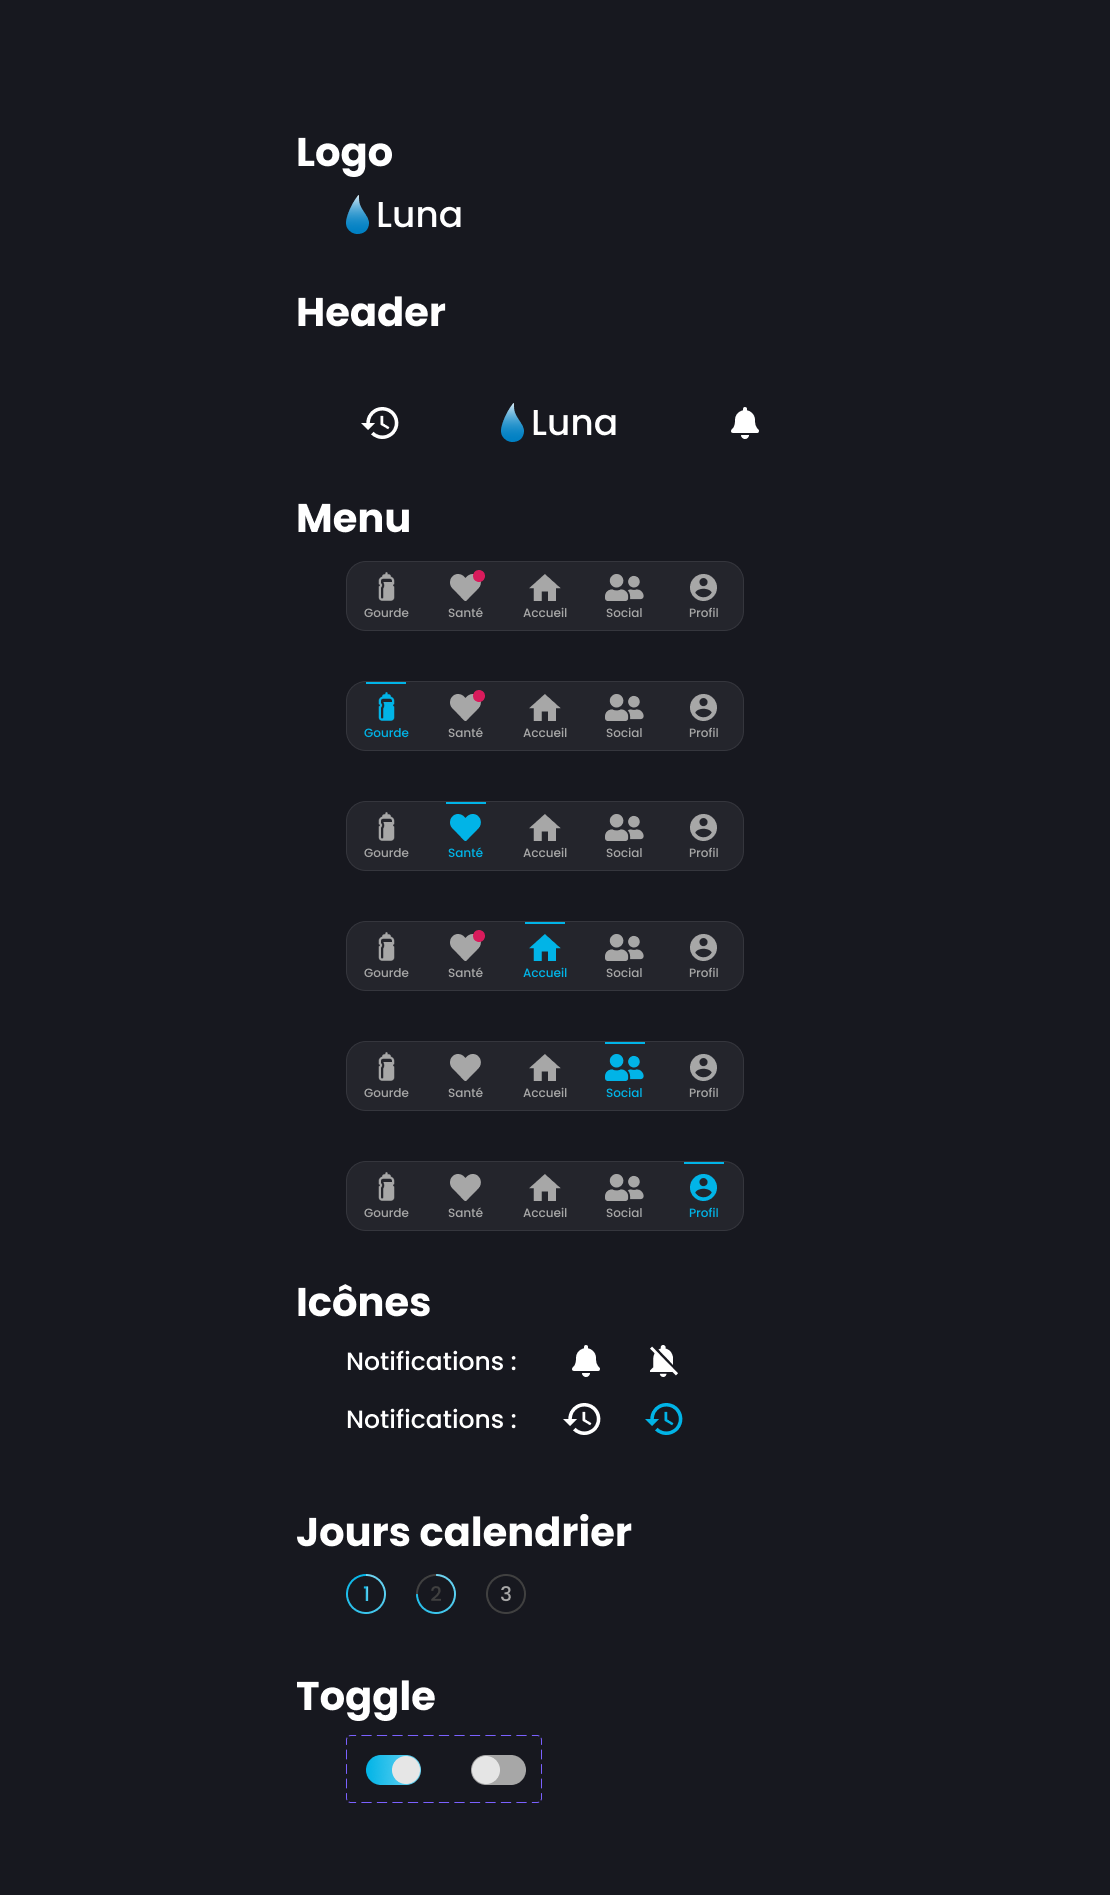 Logo
Luna
Header
Luna
Menu
Gourde Santé Accueil Social Profil
Gourde Santé Accueil Social Profil
Gourde Santé Accueil Social Profil
Gourde Santé Accueil Social Profil
Gourde Santé Accueil Social Profil
Gourde Santé Accueil Social Profil
Icônes
Notifications :
Notifications :
Jours calendrier
1 2 3
Toggle